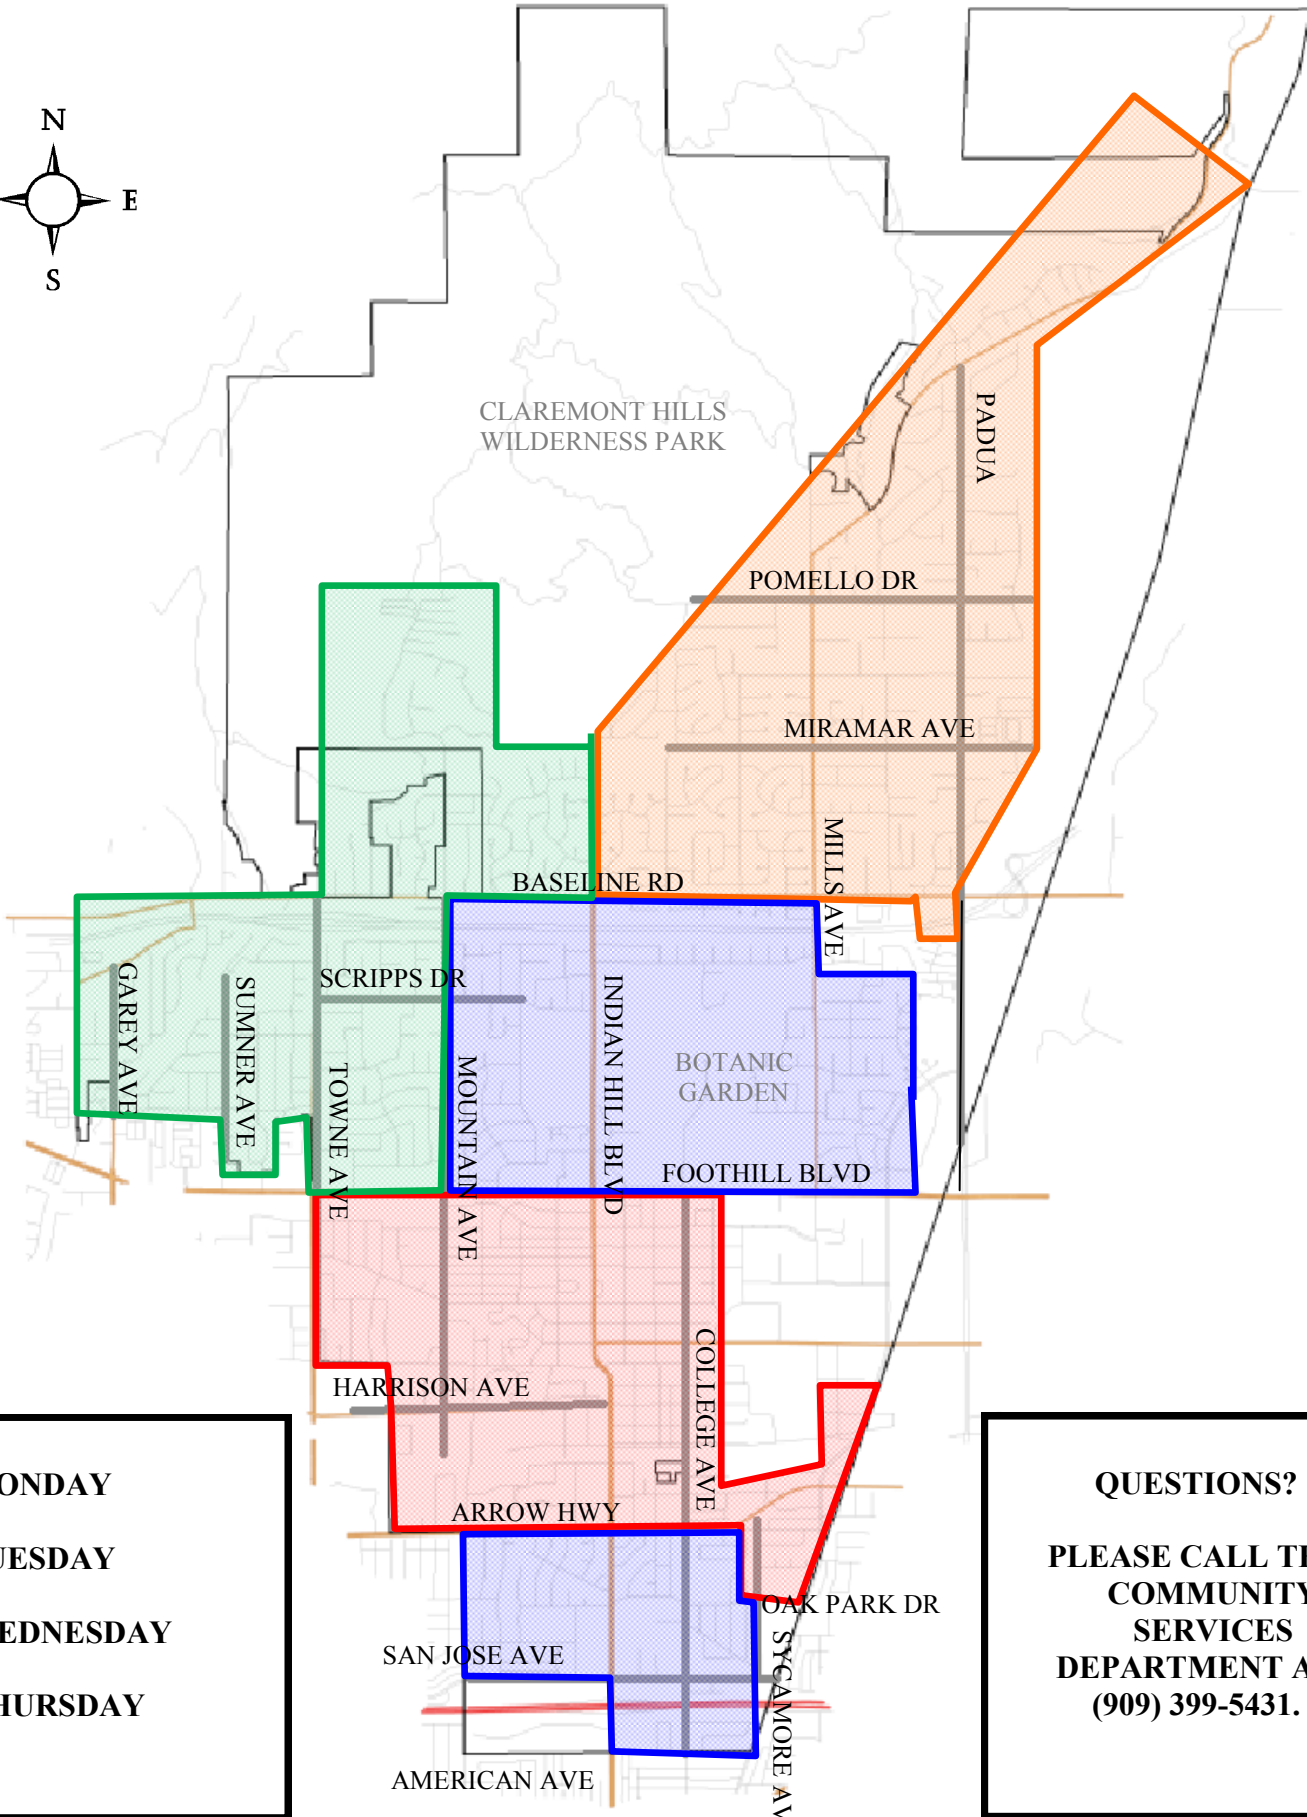 N
E
S
CLAREMONT HILLS
WILDERNESS PARK
PADUA
POMELLO DR
MIRAMAR AVE
MILLS AVE
BASELINE RD
SCRIPPS DR
GAREY AVE
SUMNER AVE
TOWNE AVE
MOUNTAIN AVE
INDIAN HILL BLVD
BOTANIC
GARDEN
FOOTHILL BLVD
COLLEGE AVE
HARRISON AVE
ARROW HWY
OAK PARK DR
SAN JOSE AVE
SYCAMORE AV
AMERICAN AVE
ONDAY
UESDAY
EDNESDAY
HURSDAY
QUESTIONS?
PLEASE CALL TH
COMMUNITY
SERVICES
DEPARTMENT A
(909) 399-5431.